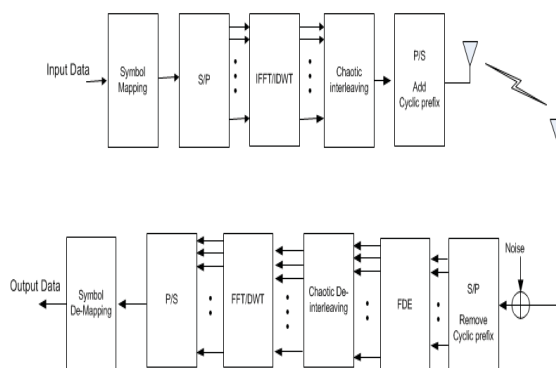 Input Data
Symbol
Mapping
S/P
IFFT/IDWT
Chaotic
interleaving
P/S
Add
Cyclic prefix
Output Data
Symbol
De-Mapping
P/S
FFT/DWT
Chaotic De-
interleaving
FDE
S/P
Remove
Cyclic prefix
Noise